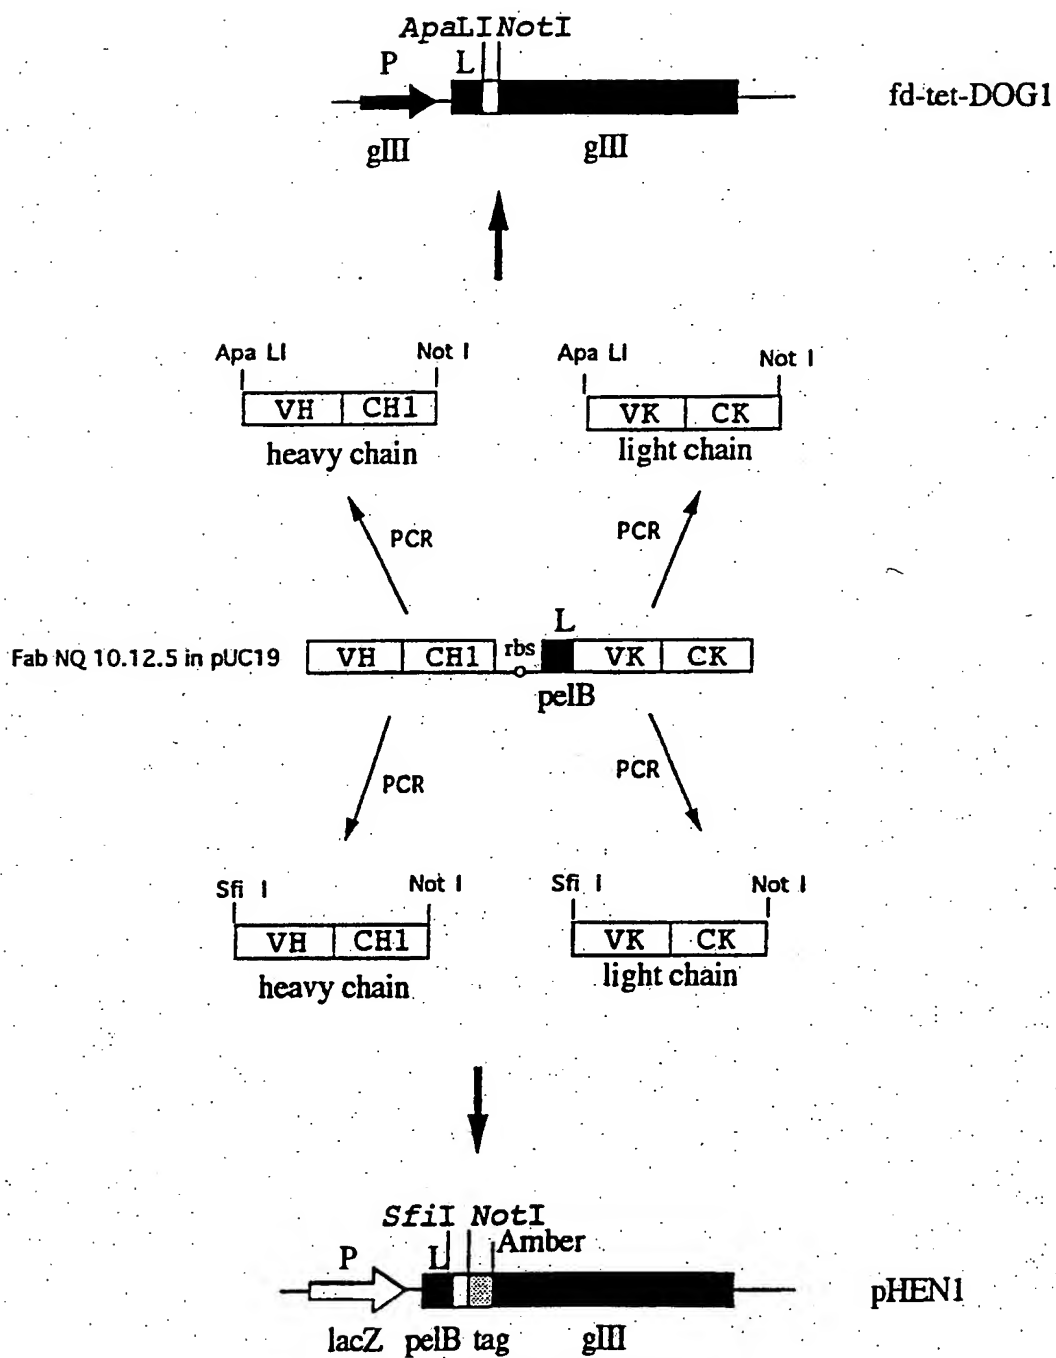 ApaLI NotI
P L
fd-tet-DOG1
gIII gIII
Apa LI Not I Apa LI Not I
VH CH1 VK CK
heavy chain light chain
PCR PCR
L
Fab NQ 10.12.5 in pUC19 VH CH1 rbs VK CK
pelB
PCR PCR
Sfi I Not I Sfi I Not I
VH CH1 VK CK
heavy chain light chain
SfiI NotI
P L Amber
pHEN1
lacZ pelB tag gIII